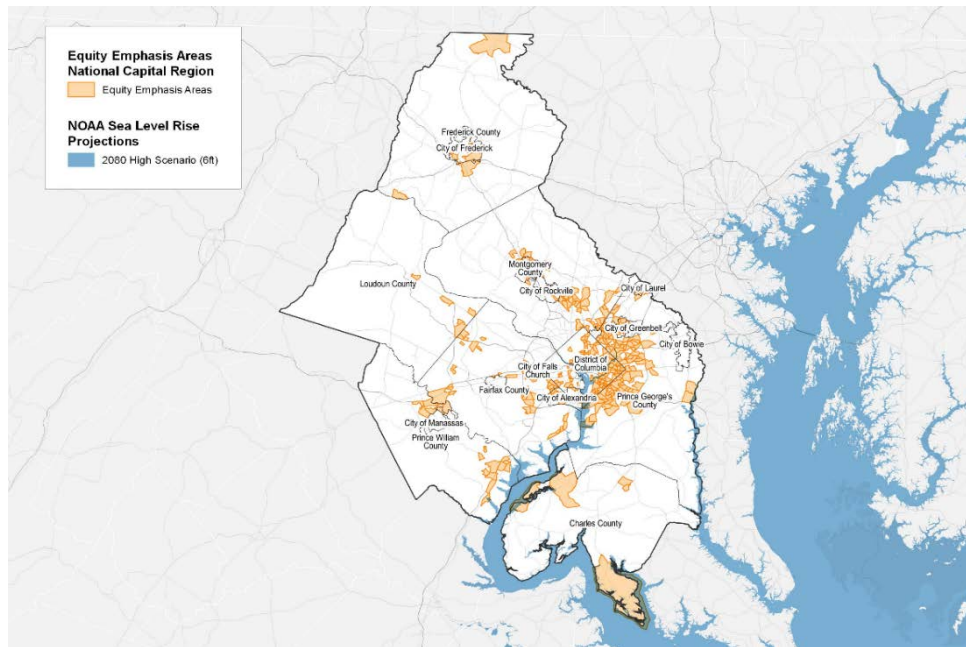 Equity Emphasis Areas
National Capital Region
Equity Emphasis Areas
NOAA Sea Level Rise
Projections
2080 High Scenario (6ft)
Frederick County
City of Frederick
Montgomery
County
Loudoun County
City of Rockville
City of Laurel
City of Greenbelt
City of Bowie
District of
Columbia
City of Falls
Church
Fairfax County
City of Alexandria
Prince George's
County
City of Manassas
Prince William
County
Charles County